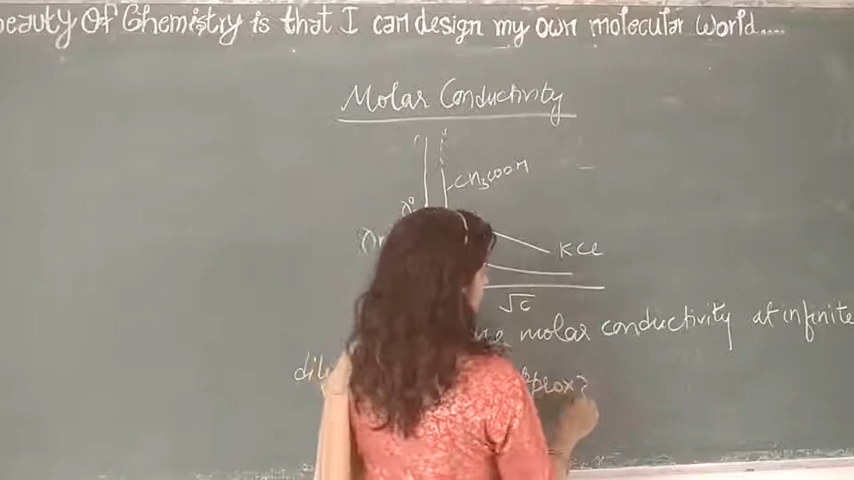 eauty Of Chemistry is that I can design my own molecular world....
Molar Conductivity
CH3COOH
λ°
KCl
√c
molar conductivity at infinite
dil